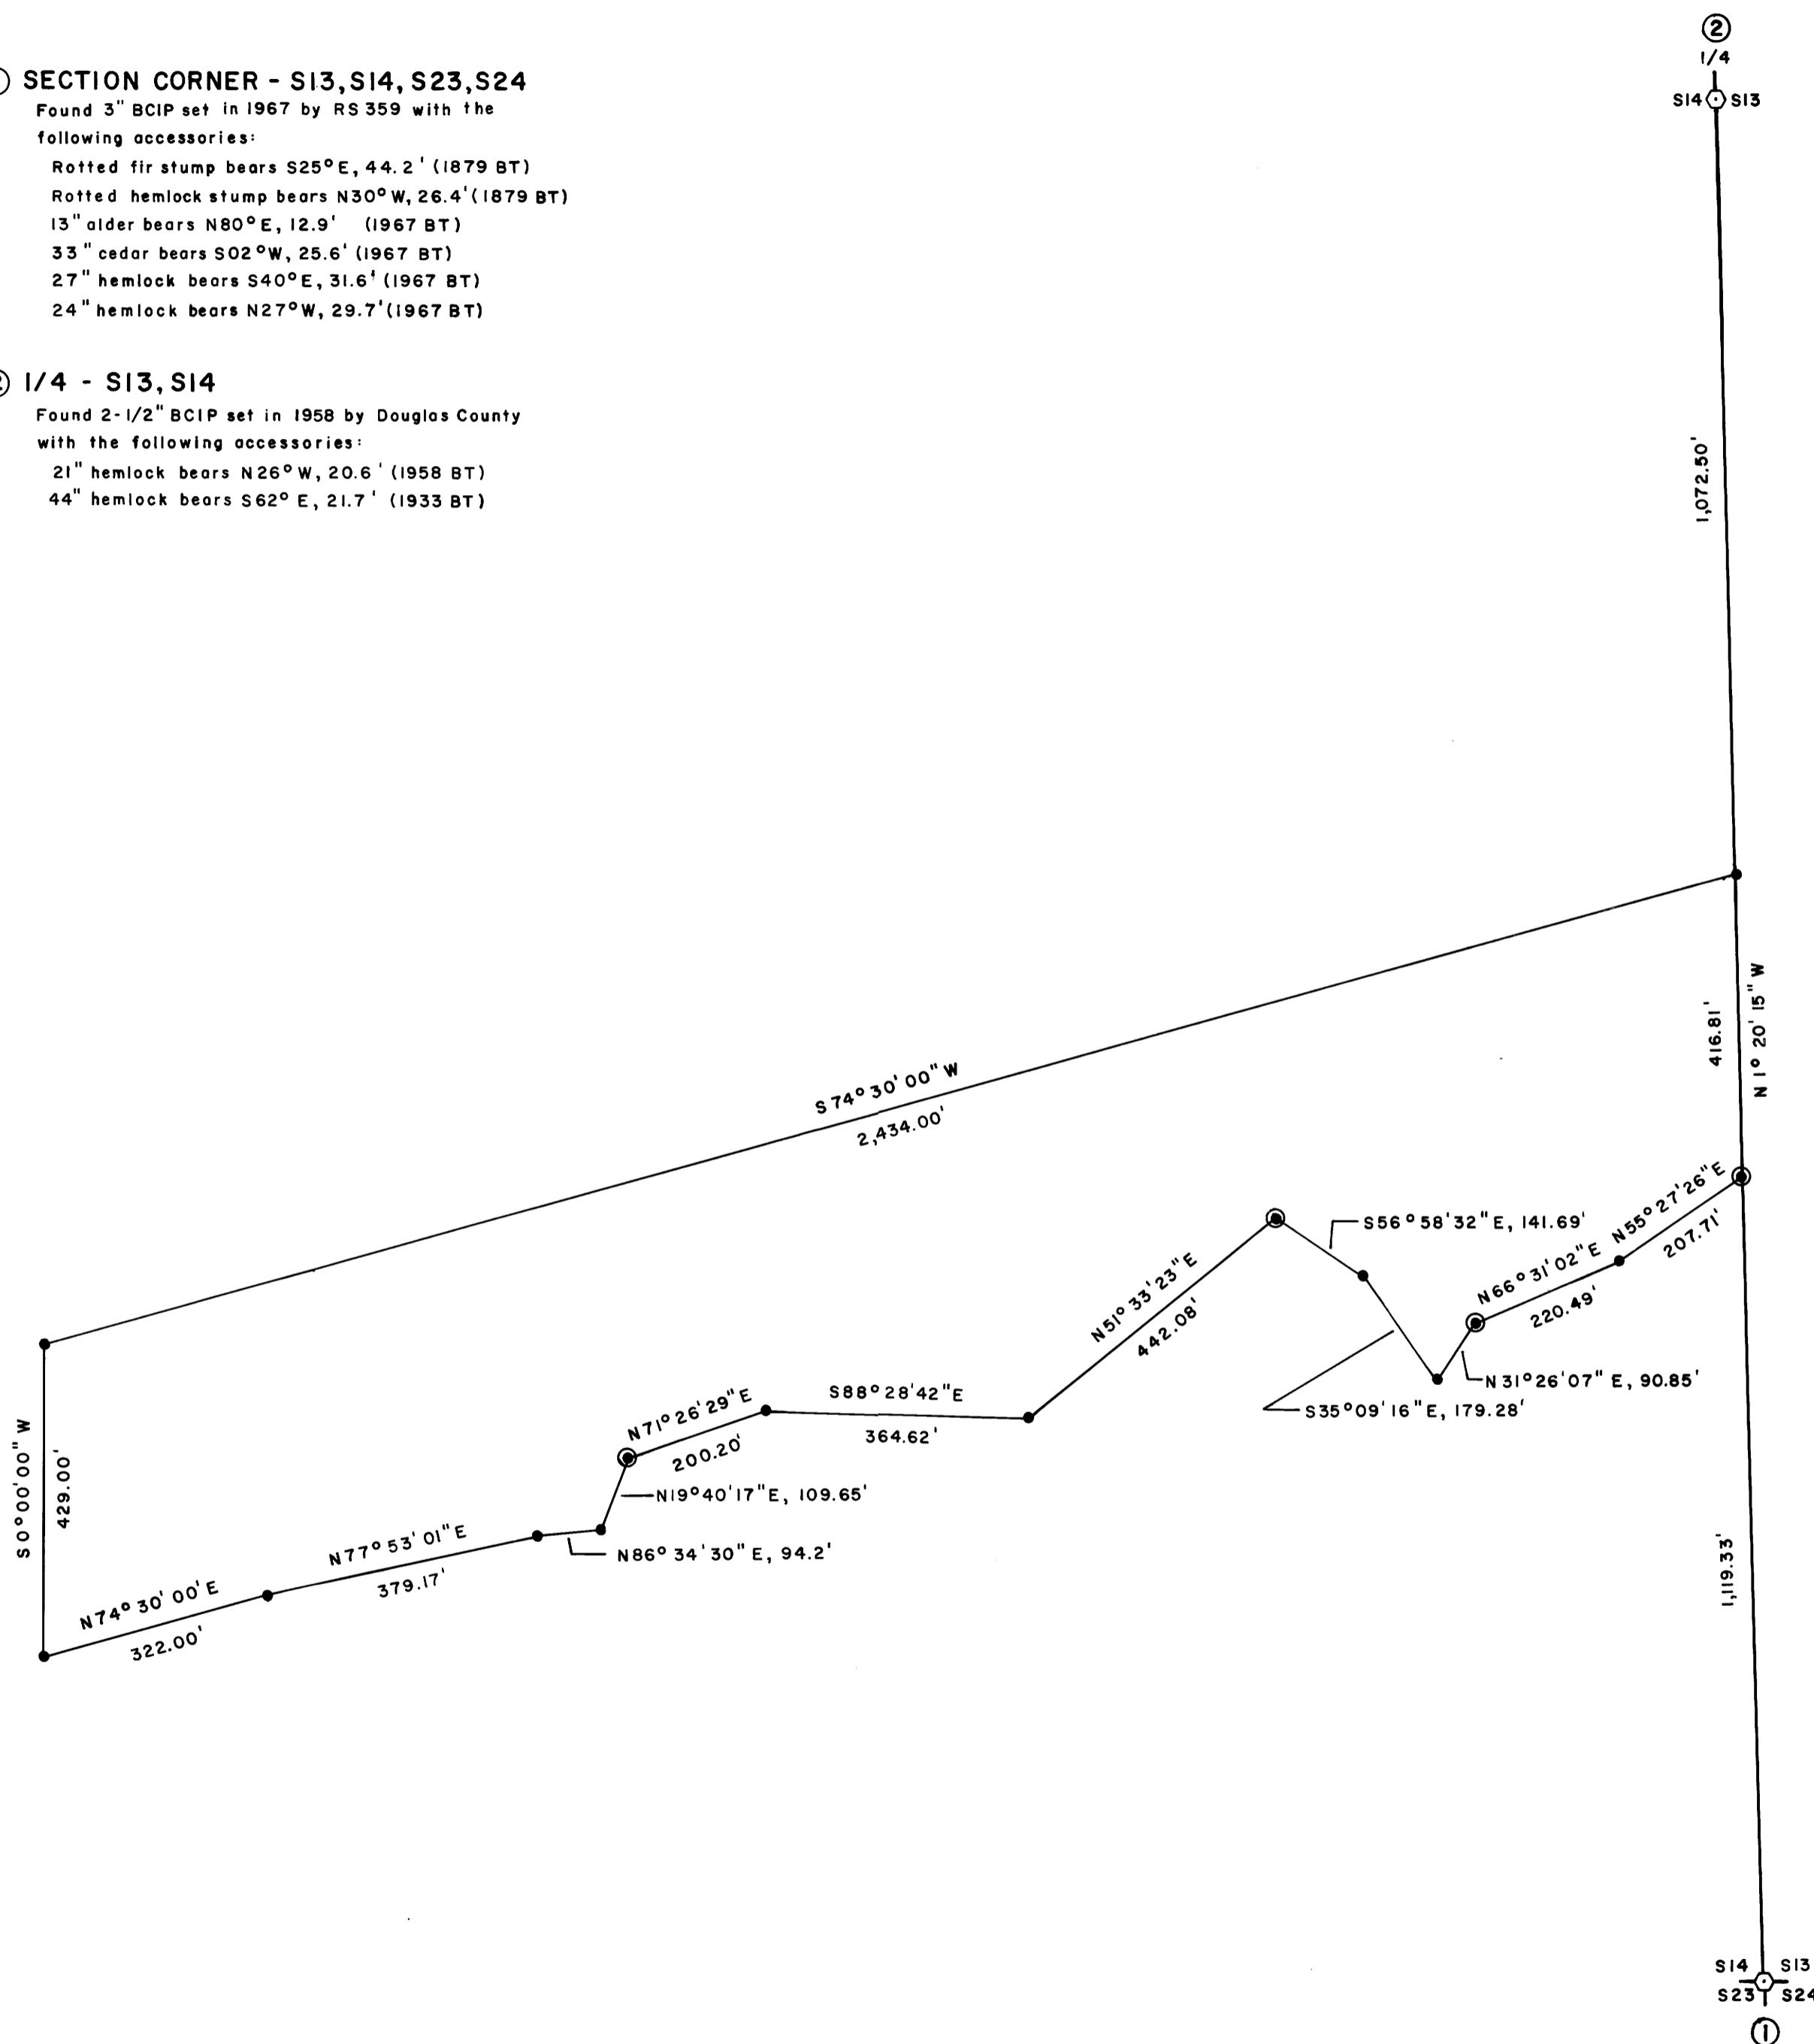 ② 
1/4
S14 S13
① SECTION CORNER - S13, S14, S23, S24
Found 3" BCIP set in 1967 by RS 359 with the
following accessories:
Rotted fir stump bears S25° E, 44.2' (1879 BT)
Rotted hemlock stump bears N30° W, 26.4' (1879 BT)
13" alder bears N80° E, 12.9' (1967 BT)
33" cedar bears S02° W, 25.6' (1967 BT)
27" hemlock bears S40° E, 31.6' (1967 BT)
24" hemlock bears N27° W, 29.7' (1967 BT)
② 1/4 - S13, S14
Found 2-1/2" BCIP set in 1958 by Douglas County
with the following accessories:
21" hemlock bears N26° W, 20.6' (1958 BT)
44" hemlock bears S62° E, 21.7' (1933 BT)
1,072.50'
416.81'
N 1° 20' 15" W
S 74° 30' 00" W
2,434.00'
N55° 27' 26" E
207.71'
S56° 58' 32" E, 141.69'
N66° 31' 02" E
220.49'
N51° 33' 23" E
442.08'
N 31° 26' 07" E, 90.85'
S35° 09' 16" E, 179.28'
S88° 28' 42" E
364.62'
N71° 26' 29" E
200.20'
N19° 40' 17" E, 109.65'
S 0° 00' 00" W
429.00'
N77° 53' 01" E
379.17'
N86° 34' 30" E, 94.2'
N74° 30' 00' E
322.00'
1,119.33'
S14 S13
S23 S24
①